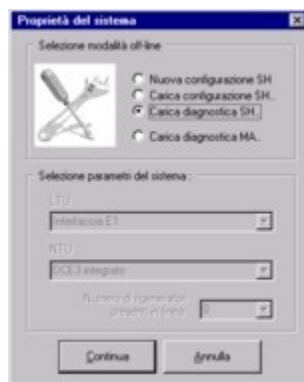 Proprietà del sistema
Selezione modalità off-line
Nuova configurazione SH
Carica configurazione SH..
Carica diagnostica SH..
Carica diagnostica MA..
Selezione parametri del sistema :
LTU
Interfaccia E1
NTU
DCE3 integrato
Numero di rigeneratori
presenti in linea
0
Continua
Annulla